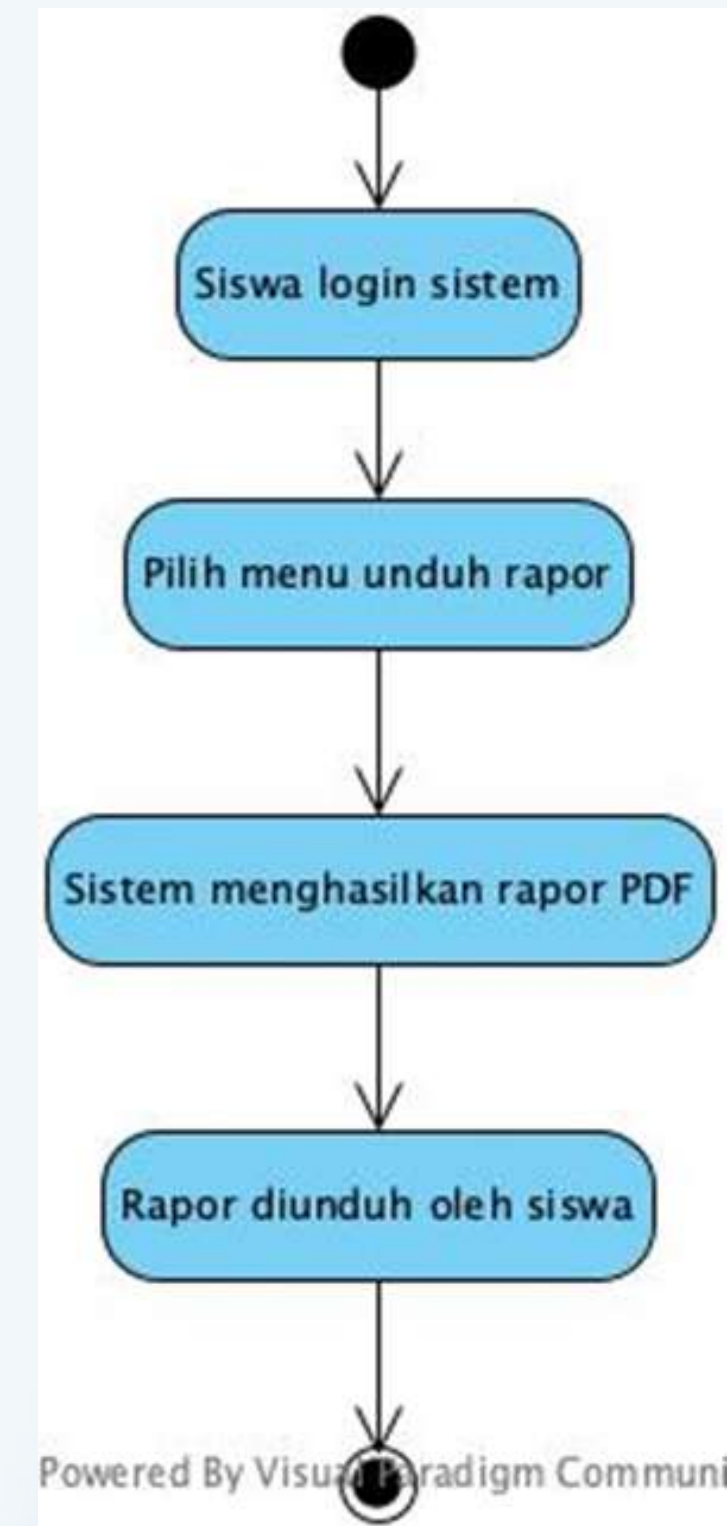 Siswa login sistem
Pilih menu unduh rapor
Sistem menghasilkan rapor PDF
Rapor diunduh oleh siswa
Powered By Visual Paradigm Communi